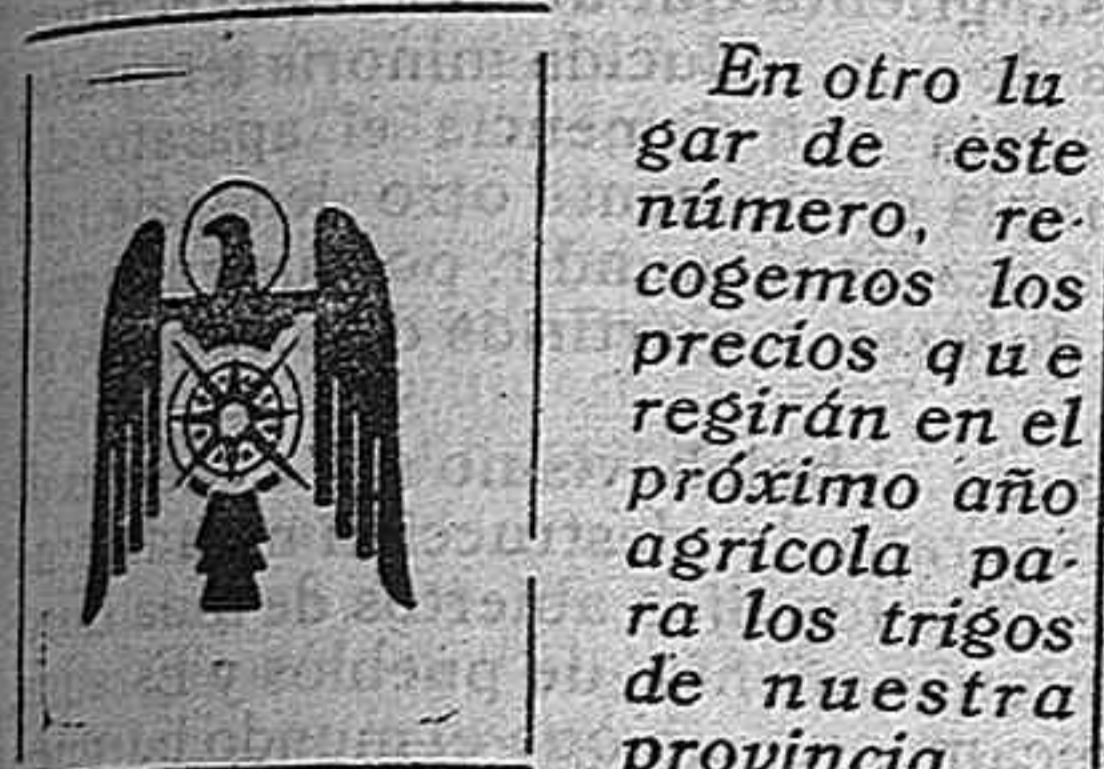 En otro lu
gar de este
número, re-
cogemos los
precios que
regirán en el
próximo año
agrícola pa-
ra los trigos
de nuestra
provincia